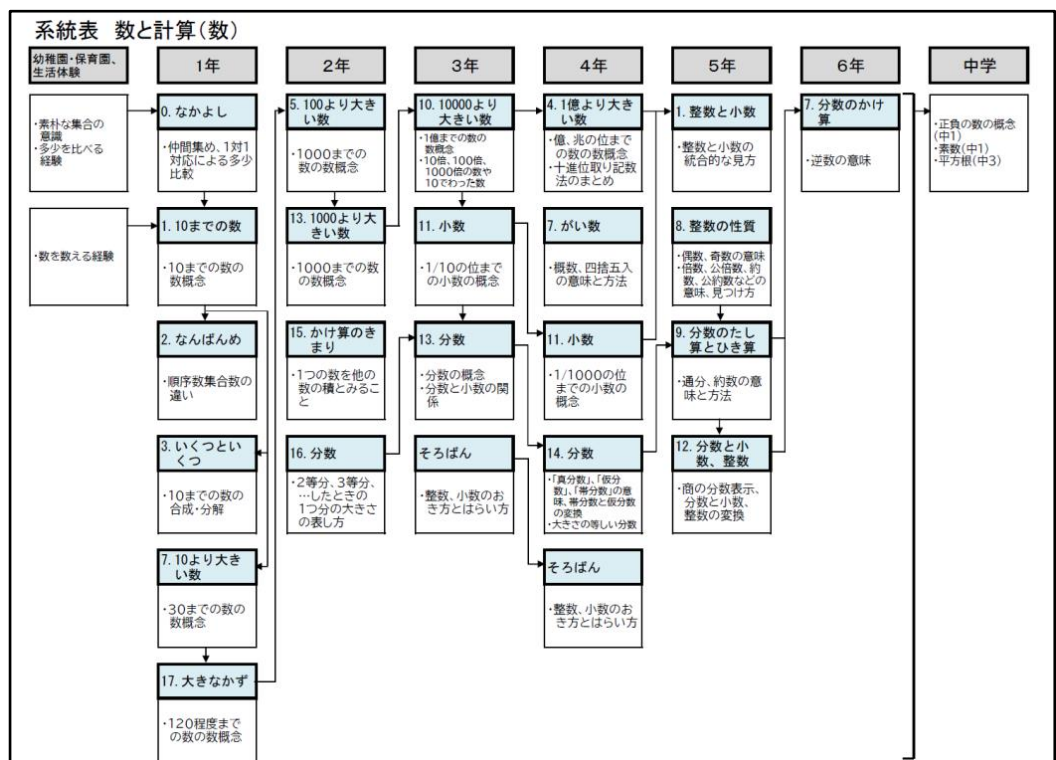 系統表 数と計算(数)
幼稚園・保育園、
生活体験
・素朴な集合の
意識
・多少を比べる
経験
・数を数える経験
1年
0. なかよし
・仲間集め、1対1
対応による多少
比較
1. 10までの数
・10までの数の
数概念
2. なんばんめ
・順序数集合数の
違い
3. いくつとい
くつ
・10までの数の
合成・分解
7. 10より大き
い数
・30までの数の
数概念
17. 大きなかず
・120程度まで
の数の数概念
2年
5. 100より大き
い数
・1000までの
数の数概念
13. 1000より大
きい数
・1000までの数
の数概念
15. かけ算のき
まり
・1つの数を他の
数の積とみるこ
と
16. 分数
・2等分、3等分、
…したときの
1つ分の大きさ
の表し方
3年
10. 10000より
大きい数
・1億までの数の
数概念
・10倍、100倍、
1000倍の数や
10でわった数
11. 小数
・1/10の位まで
の小数の概念
13. 分数
・分数の概念
・分数と小数の関
係
そろばん
・整数、小数のお
き方とはらい方
4年
4. 1億より大き
い数
・億、兆の位まで
の数の数概念
・十進位取り記数
法のまとめ
7. がい数
・概数、四捨五入
の意味と方法
11. 小数
・1/1000の位
までの小数の
概念
14. 分数
・「真分数」、「仮分
数」、「帯分数」の意
味、帯分数と仮分数
の変換
・大きさの等しい分数
そろばん
・整数、小数のお
き方とはらい方
5年
1. 整数と小数
・整数と小数の
統合的な見方
8. 整数の性質
・偶数、奇数の意味
・倍数、公倍数、約
数、公約数などの
意味、見つけ方
9. 分数のたし
算とひき算
・通分、約数の意
味と方法
12. 分数と小
数、整数
・商の分数表示、
分数と小数、
整数の変換
6年
7. 分数のかけ
算
・逆数の意味
中学
・正負の数の概念
(中1)
・素数(中1)
・平方根(中3)